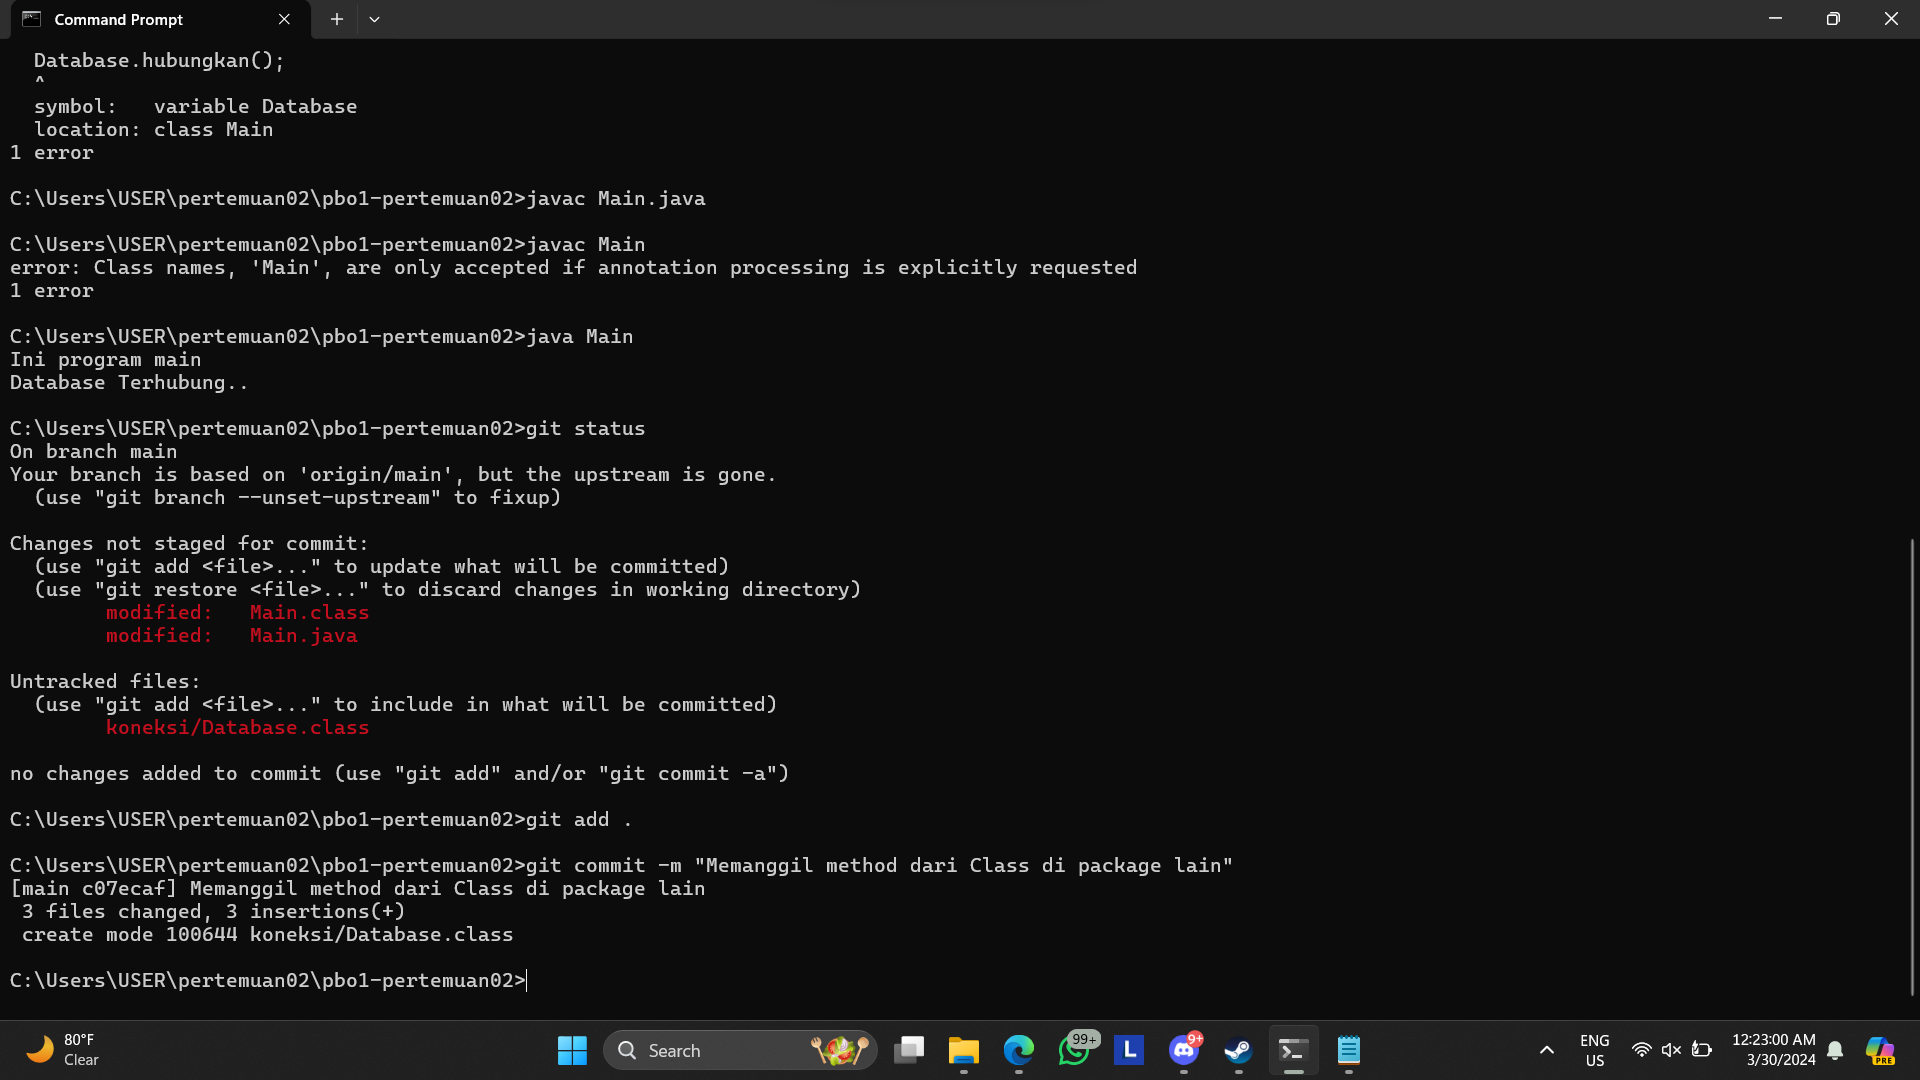 Command Prompt
  Database.hubungkan();
  ^
  symbol:   variable Database
  location: class Main
1 error

C:\Users\USER\pertemuan02\pbo1-pertemuan02>javac Main.java

C:\Users\USER\pertemuan02\pbo1-pertemuan02>javac Main
error: Class names, 'Main', are only accepted if annotation processing is explicitly requested
1 error

C:\Users\USER\pertemuan02\pbo1-pertemuan02>java Main
Ini program main
Database Terhubung..

C:\Users\USER\pertemuan02\pbo1-pertemuan02>git status
On branch main
Your branch is based on 'origin/main', but the upstream is gone.
  (use "git branch --unset-upstream" to fixup)

Changes not staged for commit:
  (use "git add <file>..." to update what will be committed)
  (use "git restore <file>..." to discard changes in working directory)
        modified:   Main.class
        modified:   Main.java

Untracked files:
  (use "git add <file>..." to include in what will be committed)
        koneksi/Database.class

no changes added to commit (use "git add" and/or "git commit -a")

C:\Users\USER\pertemuan02\pbo1-pertemuan02>git add .

C:\Users\USER\pertemuan02\pbo1-pertemuan02>git commit -m "Memanggil method dari Class di package lain"
[main c07ecaf] Memanggil method dari Class di package lain
 3 files changed, 3 insertions(+)
 create mode 100644 koneksi/Database.class

C:\Users\USER\pertemuan02\pbo1-pertemuan02>
80°F
Clear
Search
99+
L
9+
ENG
US
12:23:00 AM
3/30/2024
PRE